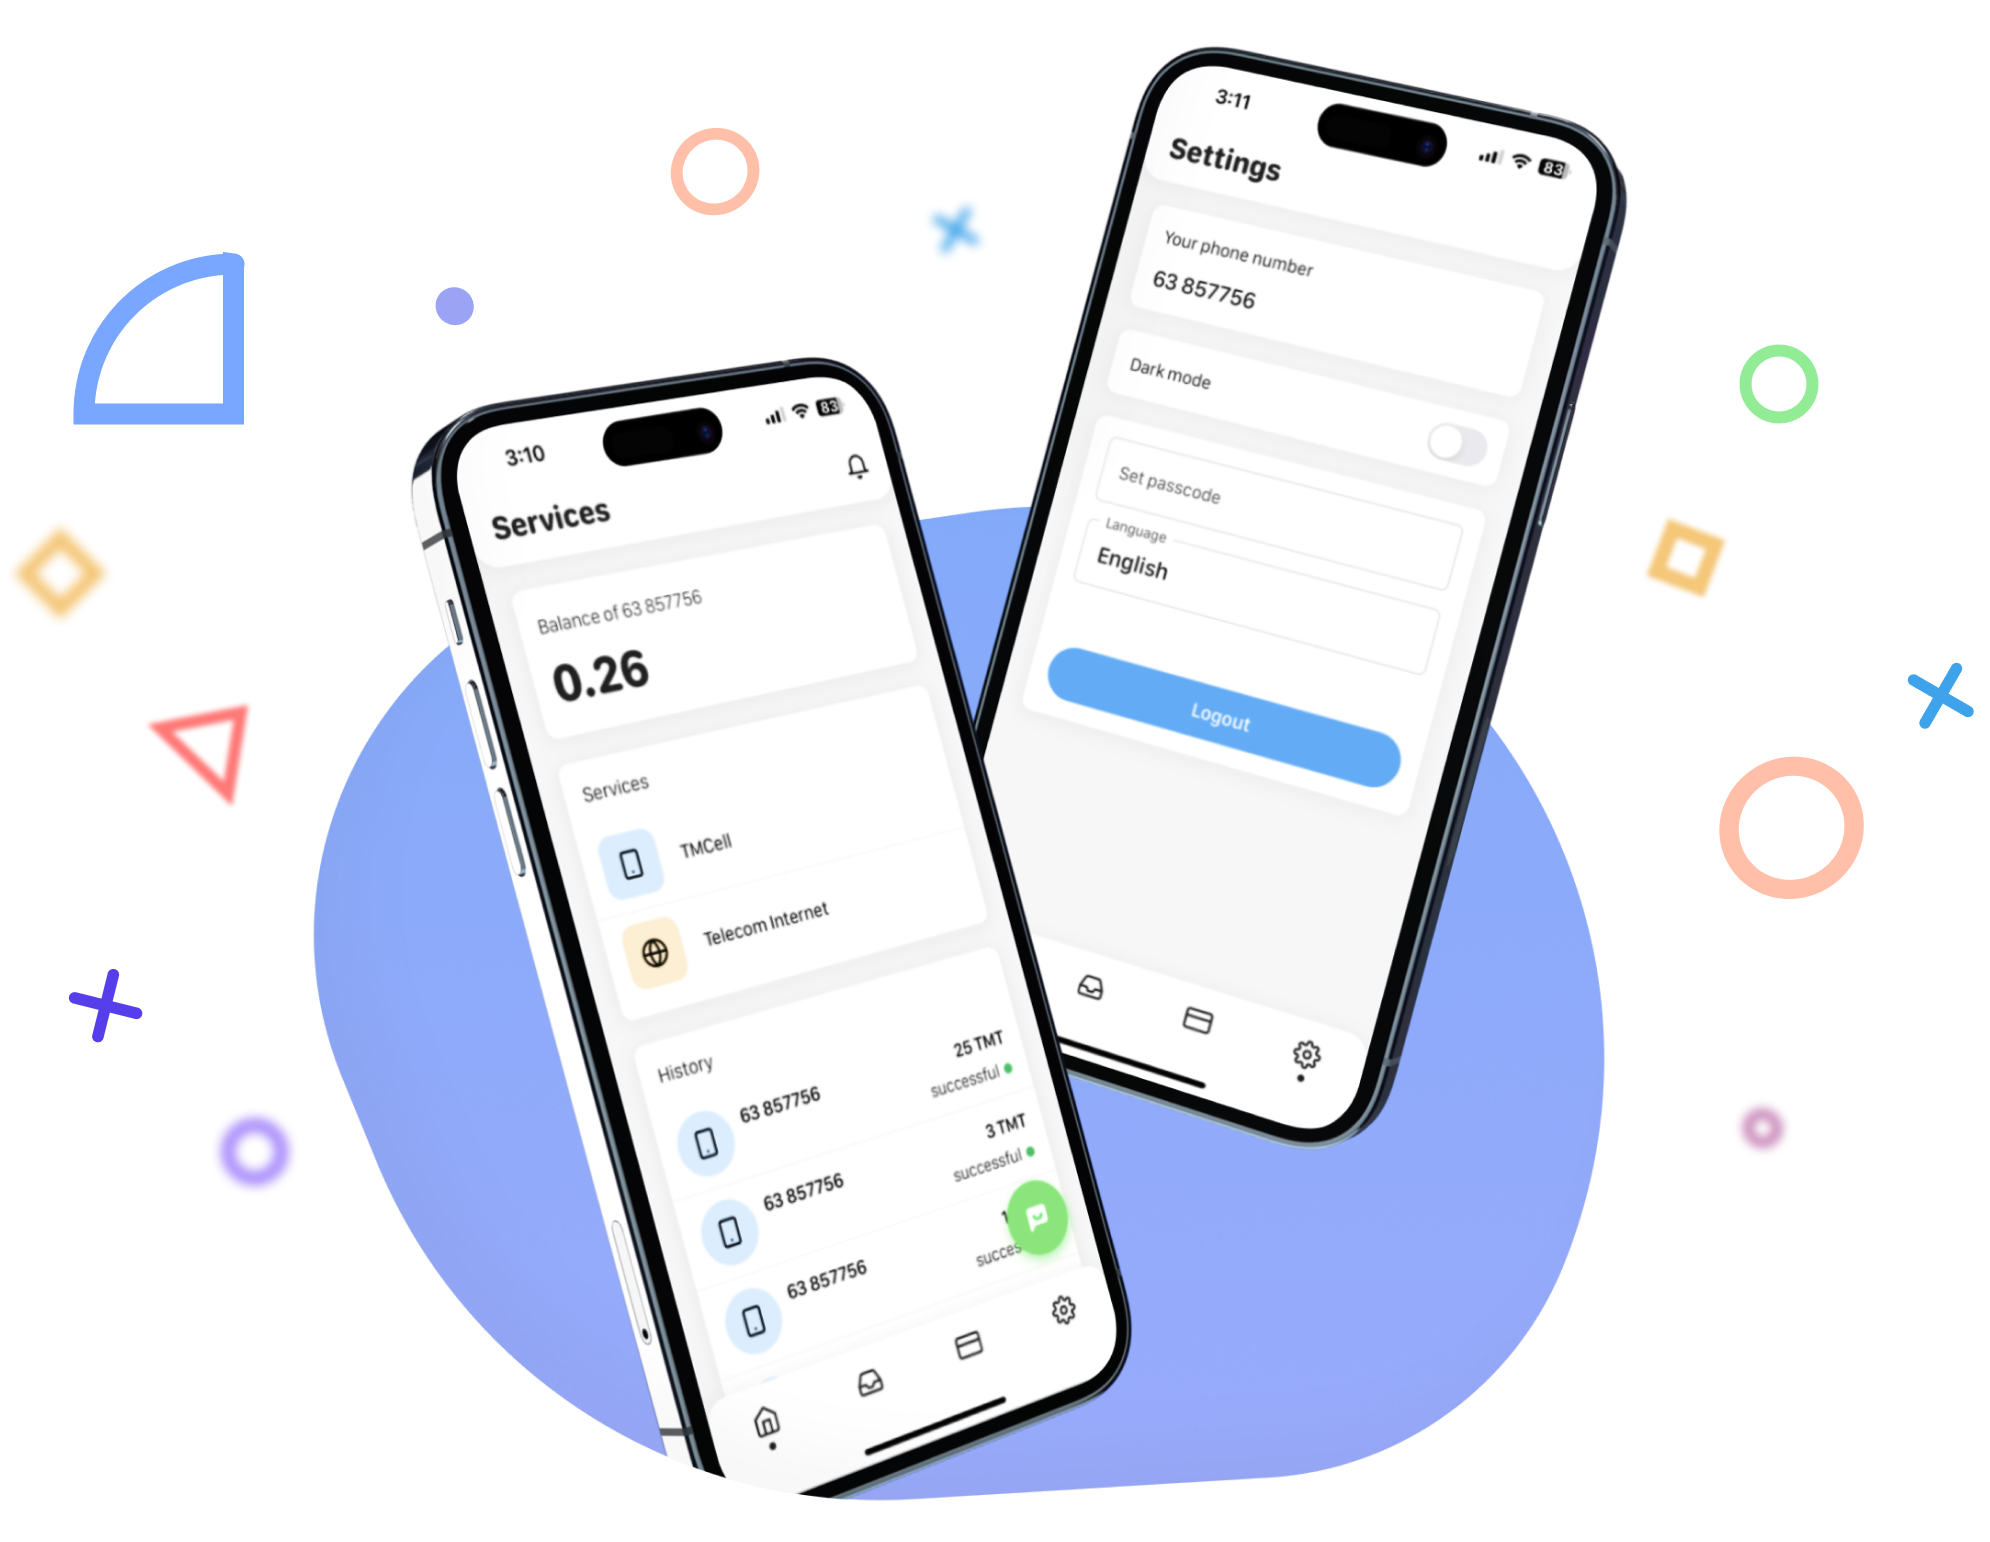 3:10
83
Services
Balance of 63 857756
0.26
Services
TMCell
Telecom Internet
History
63 857756
25 TMT
successful
63 857756
3 TMT
successful
63 857756
1
succes
3:11
83
Settings
Your phone number
63 857756
Dark mode
Set passcode
Language
English
Logout